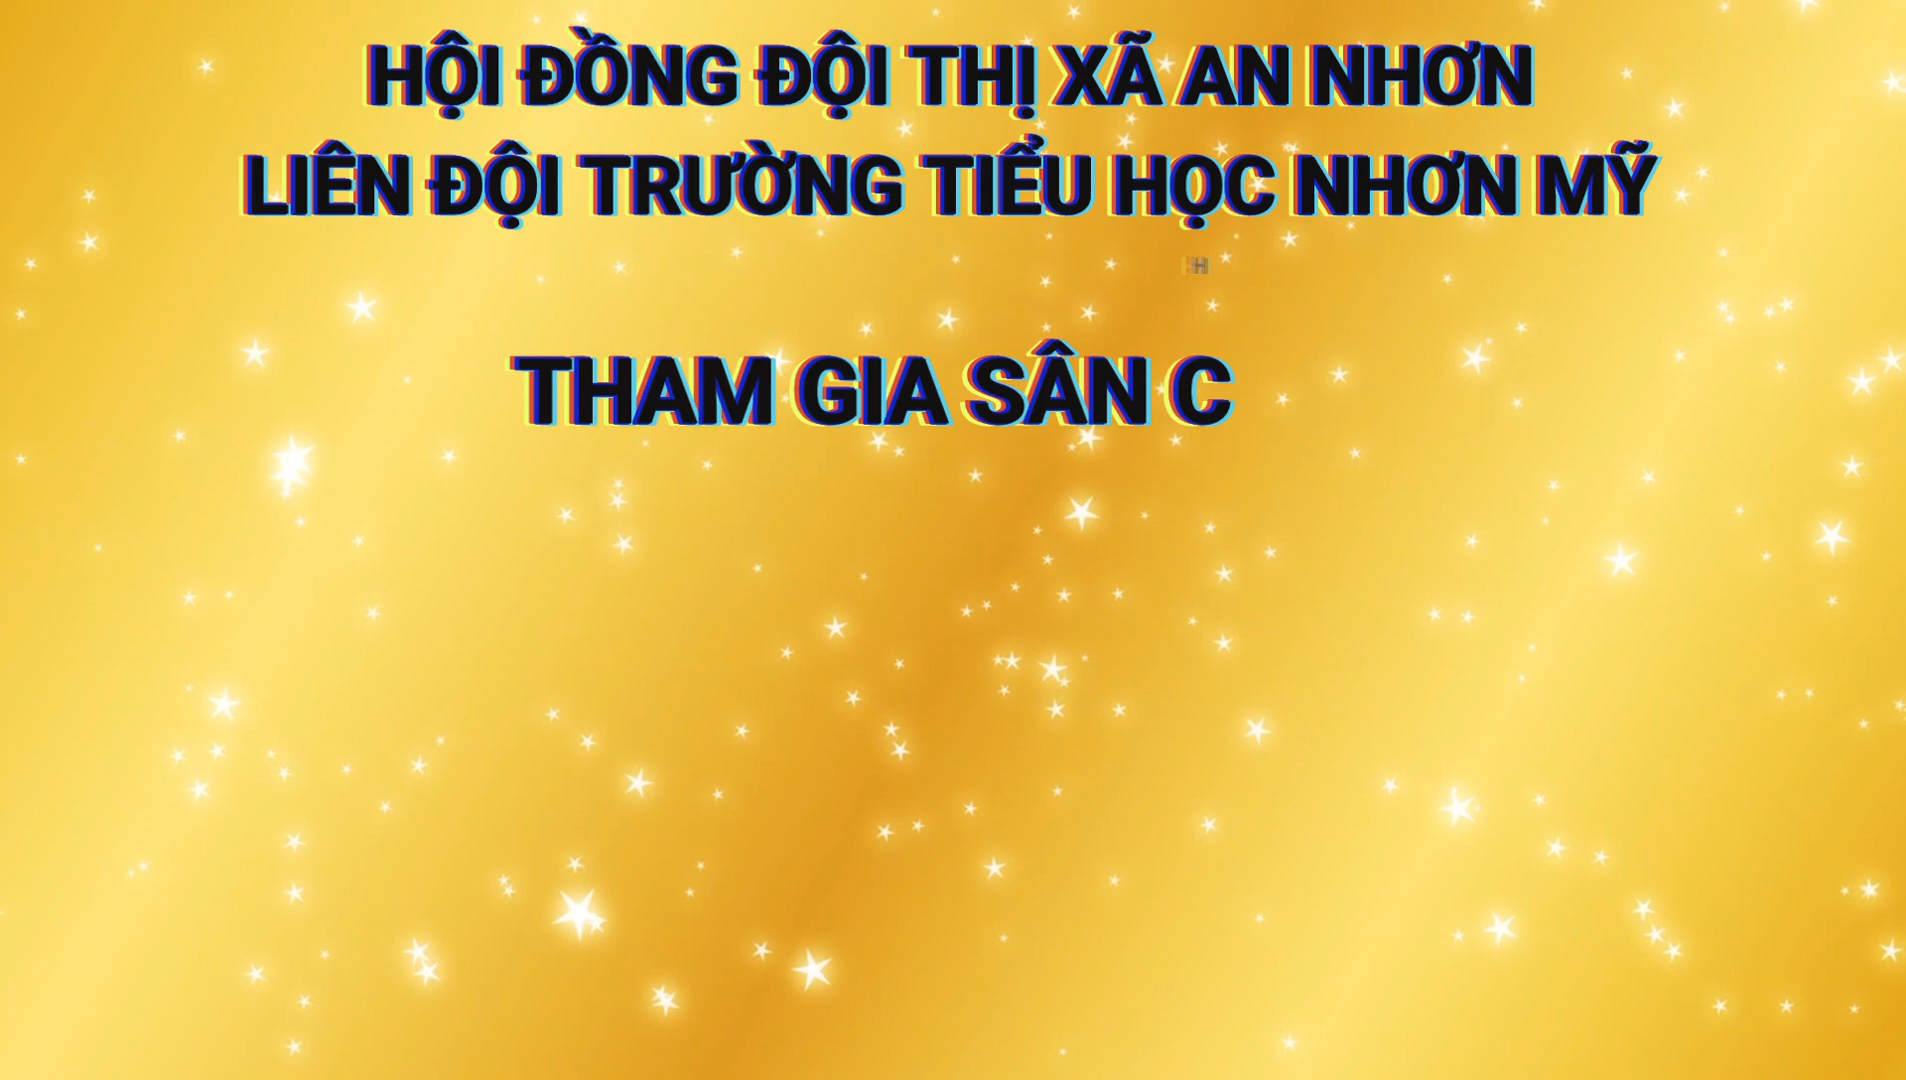 HỘI ĐỒNG ĐỘI THỊ XÃ AN NHƠN
LIÊN ĐỘI TRƯỜNG TIỂU HỌC NHƠN MỸ
THAM GIA SÂN C